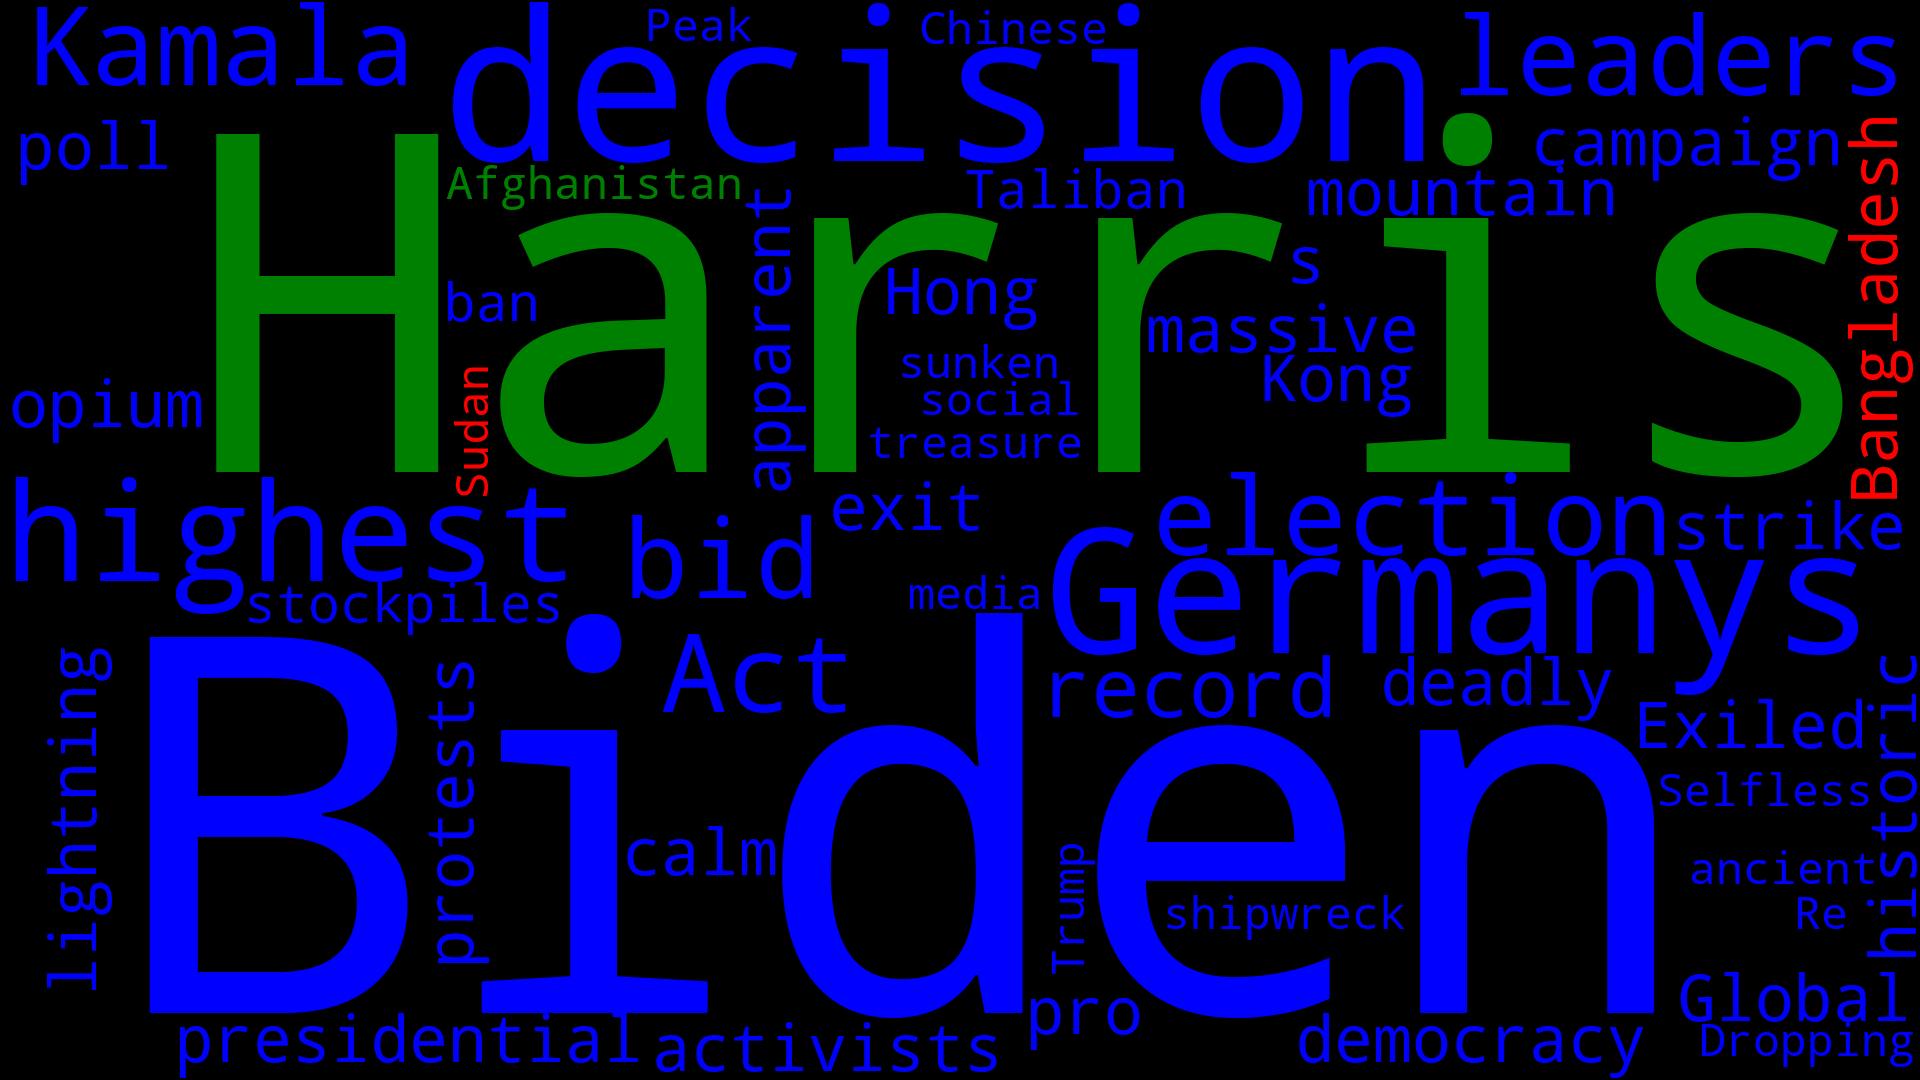 Kamala
decision
Peak
Chinese
leaders
poll
campaign
Bangladesh
Harris
Afghanistan
Taliban
mountain
apparent
s
ban
Hong
massive
sunken
Kong
opium
Sudan
social
treasure
highest
exit
election
strike
bid
Germanys
stockpiles
media
Biden
Act
record
deadly
lightning
protests
Exiled
historic
Selfless
calm
Trump
ancient
shipwreck
Re
Global
pro
presidential
activists
democracy
Dropping